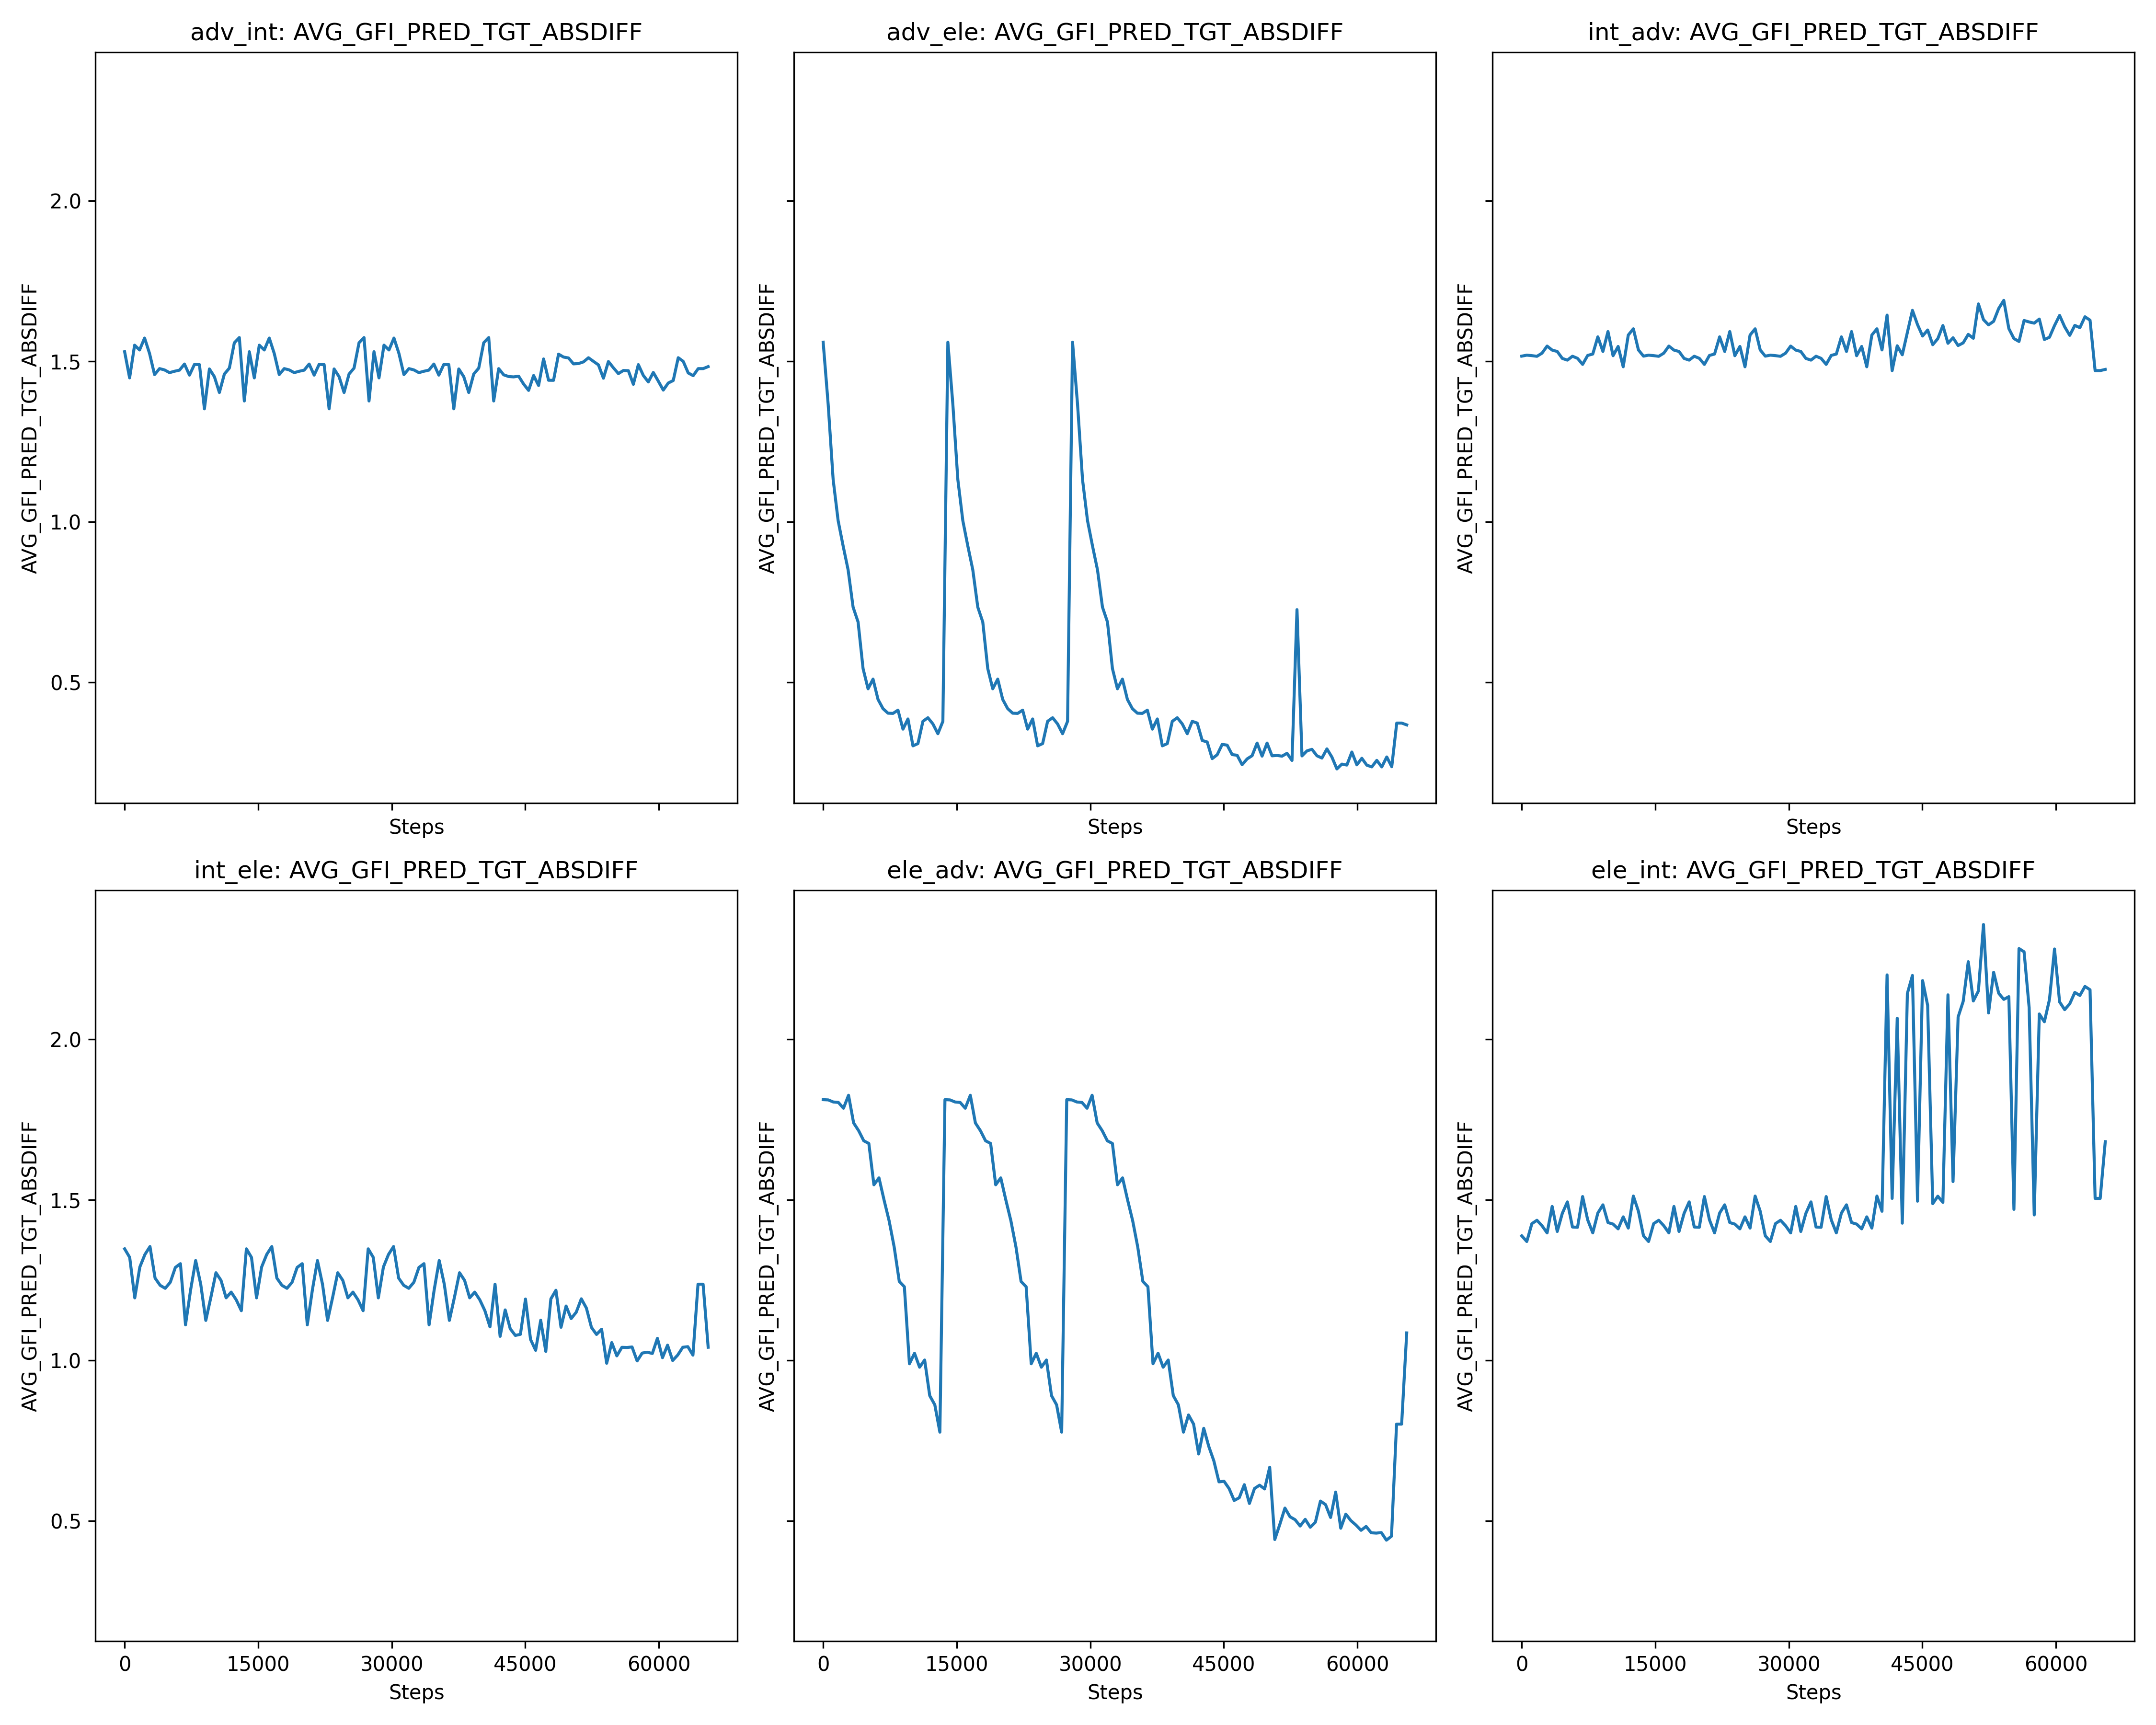 adv_int: AVG_GFI_PRED_TGT_ABSDIFF
adv_ele: AVG_GFI_PRED_TGT_ABSDIFF
int_adv: AVG_GFI_PRED_TGT_ABSDIFF
AVG_GFI_PRED_TGT_ABSDIFF
2.0
1.5
1.0
0.5
AVG_GFI_PRED_TGT_ABSDIFF
AVG_GFI_PRED_TGT_ABSDIFF
Steps
Steps
Steps
int_ele: AVG_GFI_PRED_TGT_ABSDIFF
ele_adv: AVG_GFI_PRED_TGT_ABSDIFF
ele_int: AVG_GFI_PRED_TGT_ABSDIFF
AVG_GFI_PRED_TGT_ABSDIFF
2.0
1.5
1.0
0.5
AVG_GFI_PRED_TGT_ABSDIFF
AVG_GFI_PRED_TGT_ABSDIFF
0 15000 30000 45000 60000
0 15000 30000 45000 60000
0 15000 30000 45000 60000
Steps
Steps
Steps